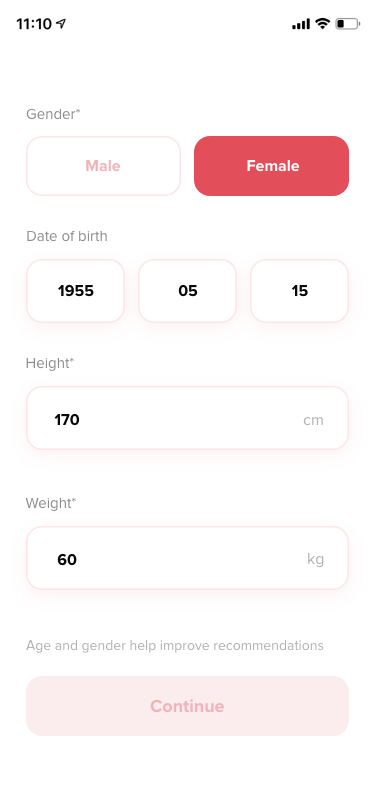 11:10
Gender*
Male Female
Date of birth
1955 05 15
Height*
170 cm
Weight*
60 kg
Age and gender help improve recommendations
Continue